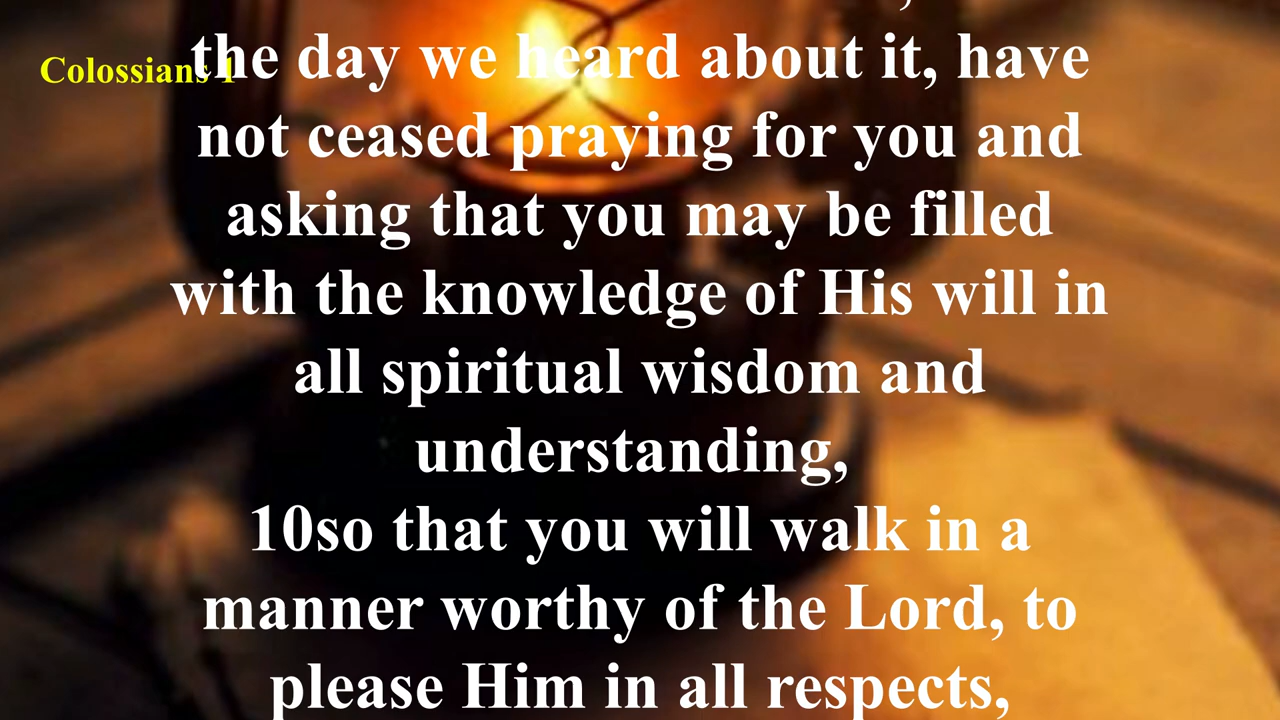 Colossians 1
the day we heard about it, have
not ceased praying for you and
asking that you may be filled
with the knowledge of His will in
all spiritual wisdom and
understanding,
10so that you will walk in a
manner worthy of the Lord, to
please Him in all respects,